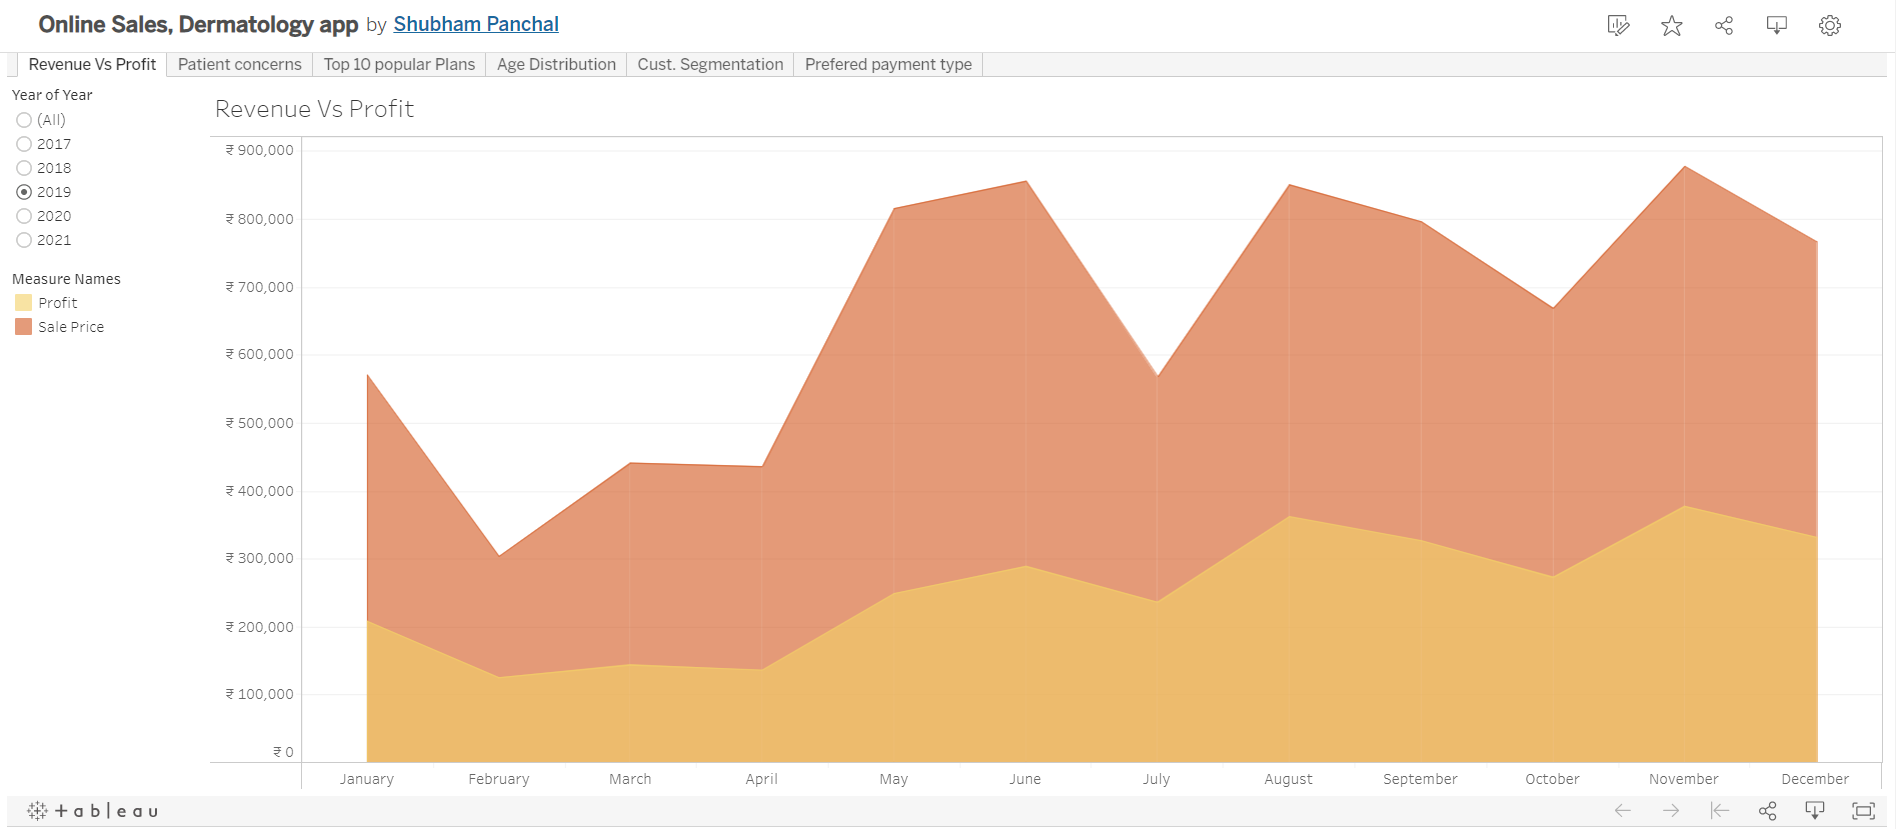 Online Sales, Dermatology app by Shubham Panchal
Revenue Vs Profit Patient concerns Top 10 popular Plans Age Distribution Cust. Segmentation Prefered payment type
Year of Year
(All)
2017
2018
2019
2020
2021
Measure Names
Profit
Sale Price
Revenue Vs Profit
₹ 900,000
₹ 800,000
₹ 700,000
₹ 600,000
₹ 500,000
₹ 400,000
₹ 300,000
₹ 200,000
₹ 100,000
₹ 0
January February March April May June July August September October November December
+ableau